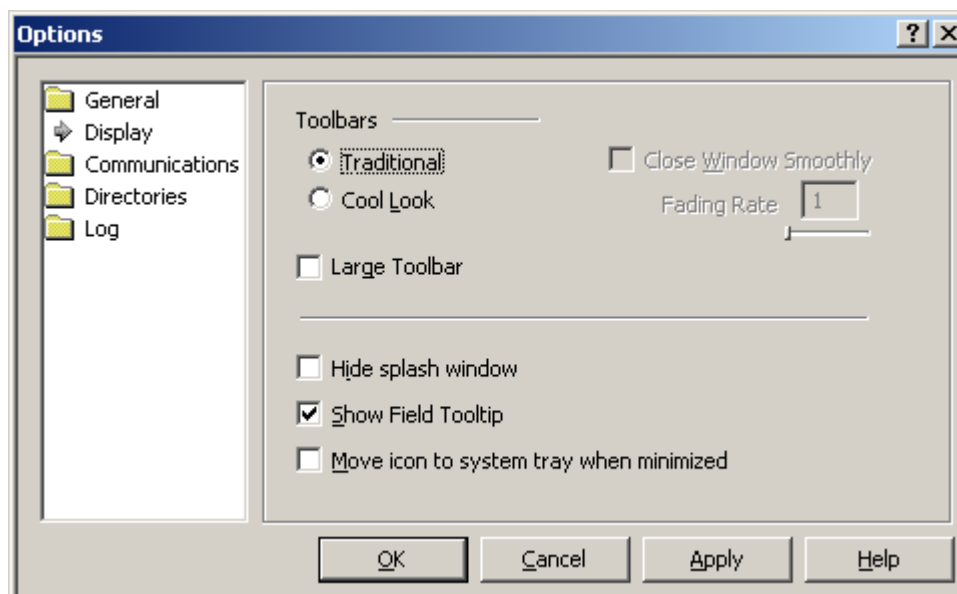 Options
General
Display
Communications
Directories
Log
Toolbars
Traditional
Close Window Smoothly
Cool Look
Fading Rate 1
Large Toolbar
Hide splash window
Show Field Tooltip
Move icon to system tray when minimized
OK Cancel Apply Help